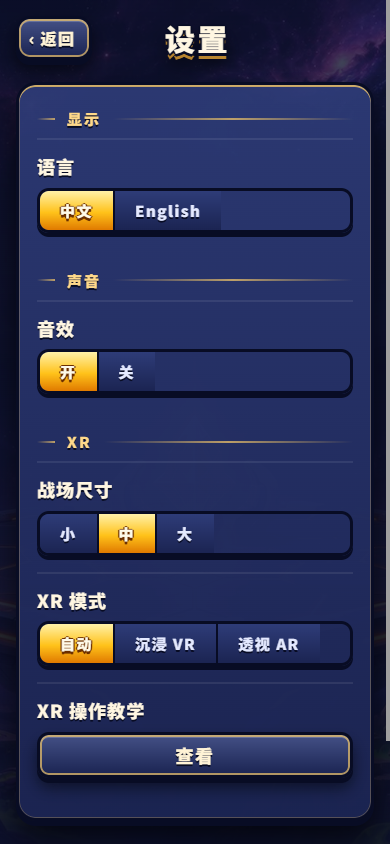 ‹ 返回
设置
显示
语言
中文 English
声音
音效
开 关
XR
战场尺寸
小 中 大
XR 模式
自动 沉浸 VR 透视 AR
XR 操作教学
查看